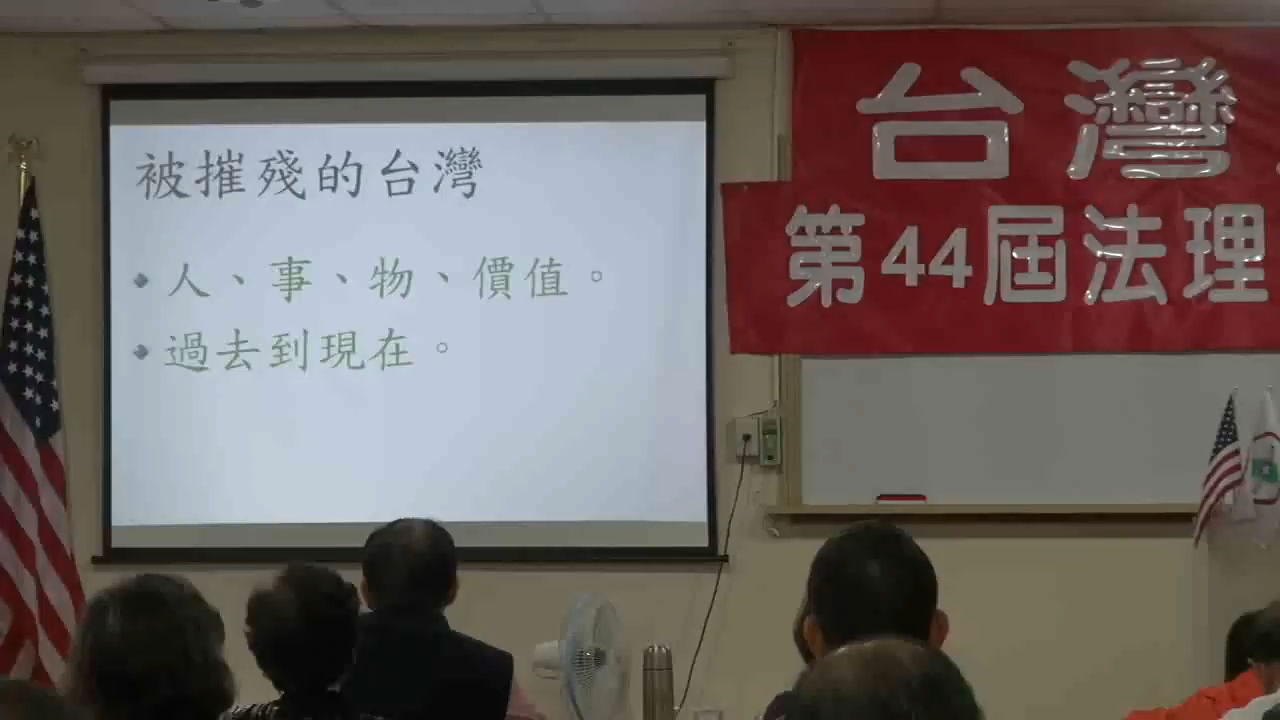 被摧殘的台灣
人、事、物、價值。
過去到現在。
台灣
第44屆法理